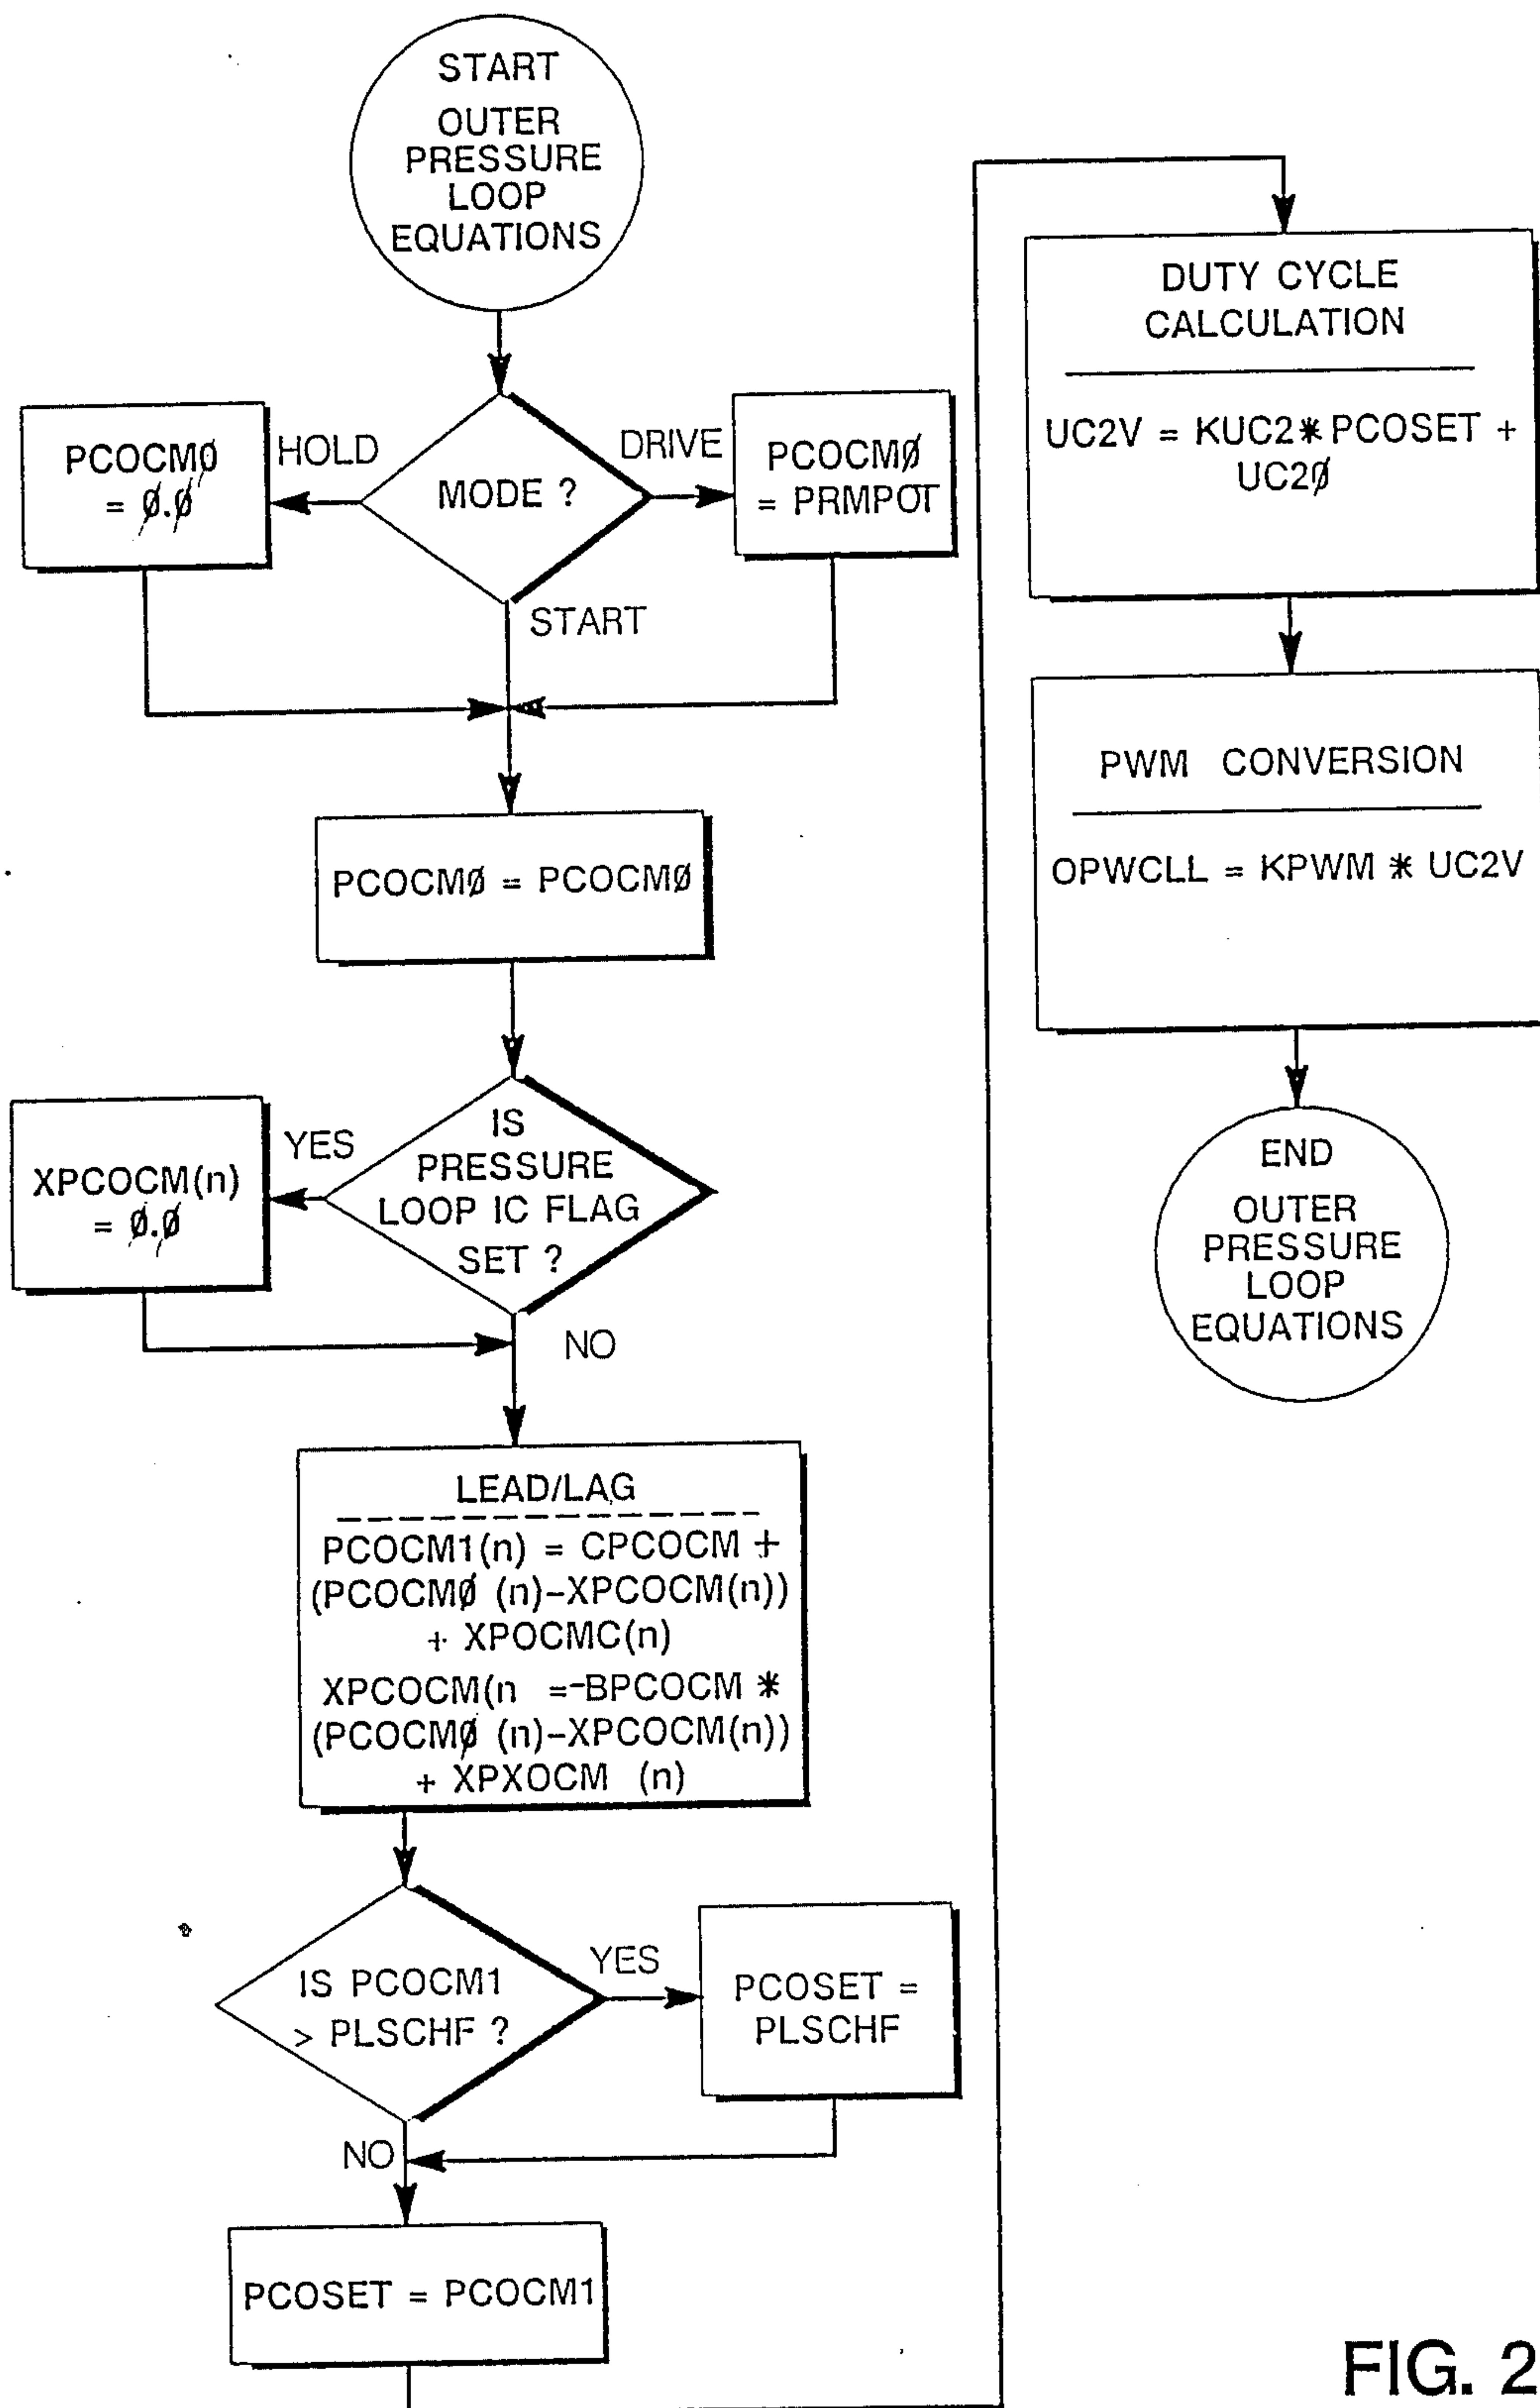 START
OUTER
PRESSURE
LOOP
EQUATIONS
HOLD
PCOCMØ
= Ø.Ø
MODE ?
DRIVE
PCOCMØ
= PRMPOT
START
PCOCMØ = PCOCMØ
IS
PRESSURE
LOOP IC FLAG
SET ?
YES
XPCOCM(n)
= Ø.Ø
NO
LEAD/LAG
PCOCM1(n) = CPCOCM +
(PCOCMØ (n)-XPCOCM(n))
+ XPOCMC(n)
XPCOCM(n =-BPCOCM *
(PCOCMØ (n)-XPCOCM(n))
+ XPXOCM (n)
IS PCOCM1
> PLSCHF ?
YES
PCOSET =
PLSCHF
NO
PCOSET = PCOCM1
DUTY CYCLE
CALCULATION
UC2V = KUC2* PCOSET +
UC2Ø
PWM CONVERSION
OPWCLL = KPWM * UC2V
END
OUTER
PRESSURE
LOOP
EQUATIONS
FIG. 2